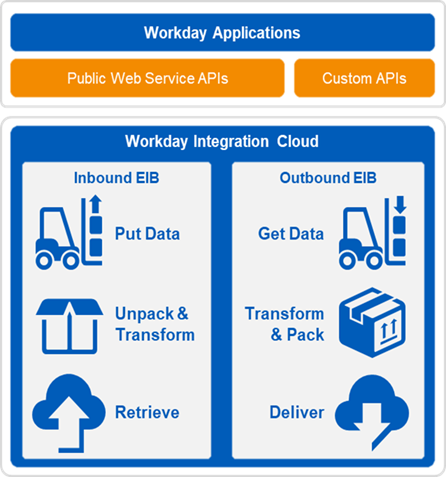 Workday Applications
Public Web Service APIs
Custom APIs
Workday Integration Cloud
Inbound EIB
Put Data
Unpack &
Transform
Retrieve
Outbound EIB
Get Data
Transform
& Pack
Deliver